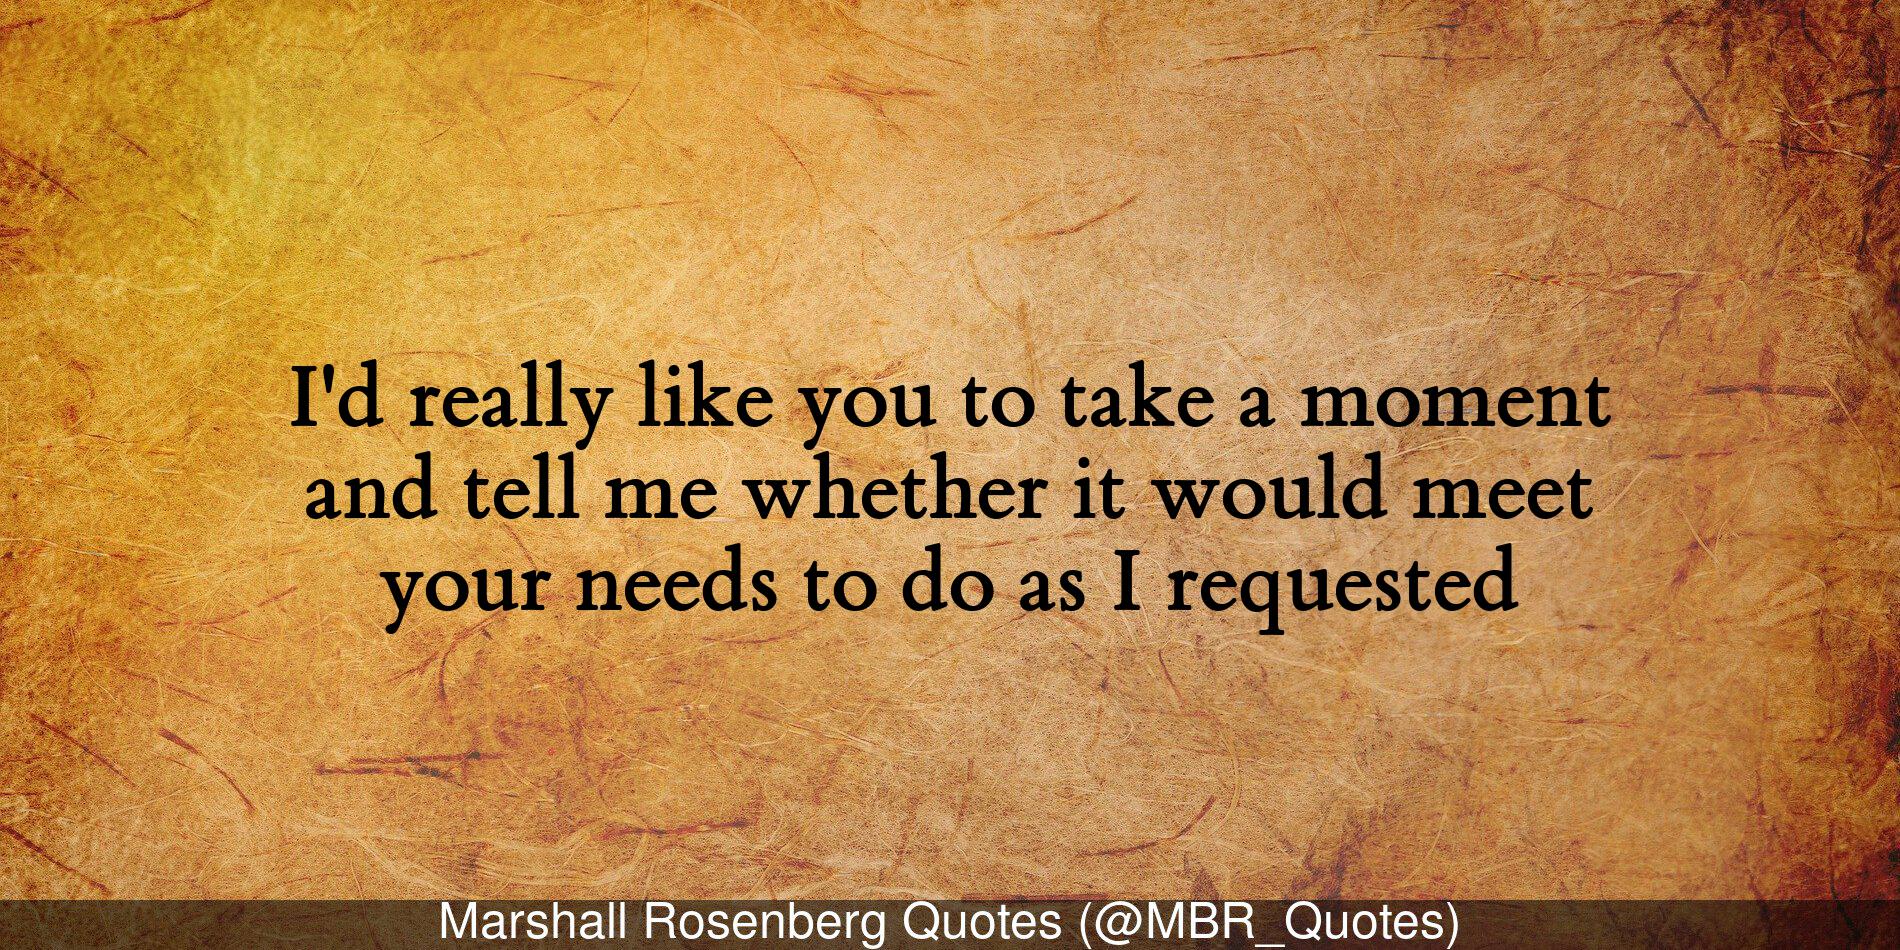 I'd really like you to take a moment
and tell me whether it would meet
your needs to do as I requested
Marshall Rosenberg Quotes (@MBR_Quotes)